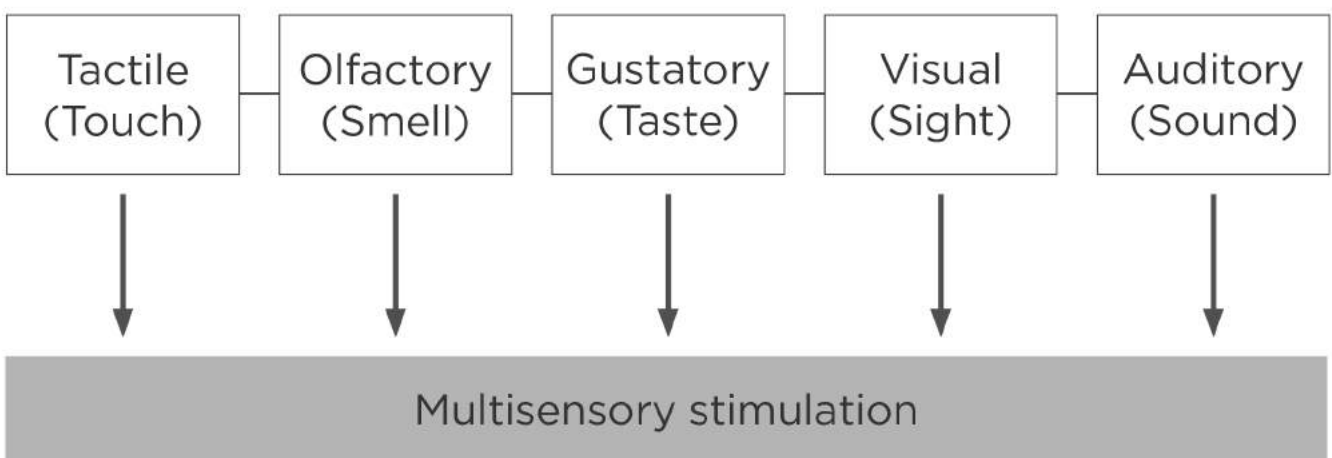 Tactile
(Touch)
Olfactory
(Smell)
Gustatory
(Taste)
Visual
(Sight)
Auditory
(Sound)
Multisensory stimulation